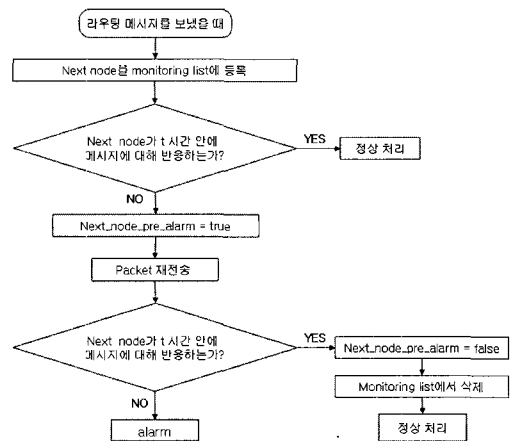 라우팅 메시지를 보냈을 때
Next node을 monitoring list에 등록
Next node가 t 시간 안에
메시지에 대해 반응하는가?
YES
정상 처리
NO
Next_node_pre_alarm = true
Packet 재전송
Next node가 t 시간 안에
메시지에 대해 반응하는가?
YES
Next_node_pre_alarm = false
Monitoring list에서 삭제
정상 처리
NO
alarm